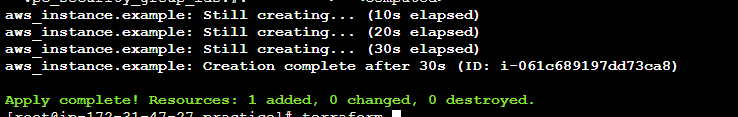 aws_instance.example: Still creating... (10s elapsed)
aws_instance.example: Still creating... (20s elapsed)
aws_instance.example: Still creating... (30s elapsed)
aws_instance.example: Creation complete after 30s (ID: i-061c689197dd73ca8)
Apply complete! Resources: 1 added, 0 changed, 0 destroyed.
[root@ip-172-31-47-27 practice]# terraform